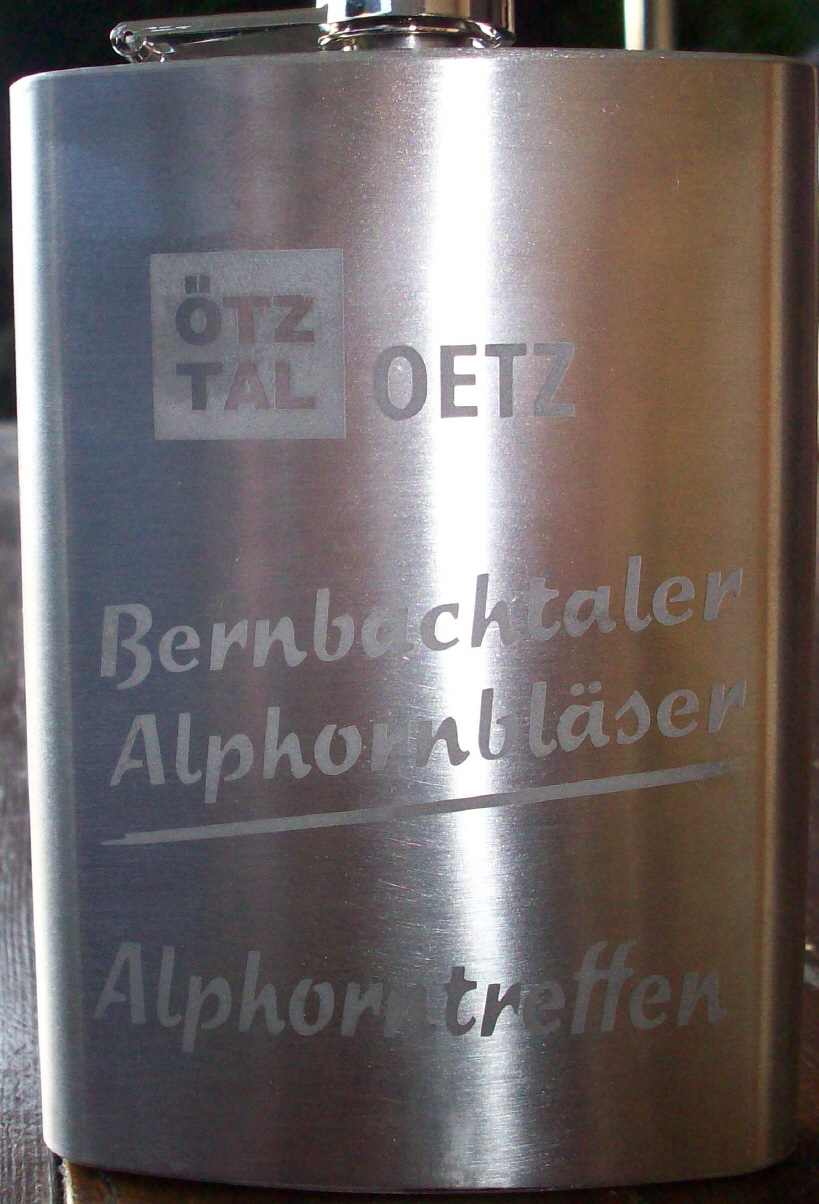 ÖTZ
TAL
OETZ
Bernbachtaler
Alphornbläser
Alphorntreffen